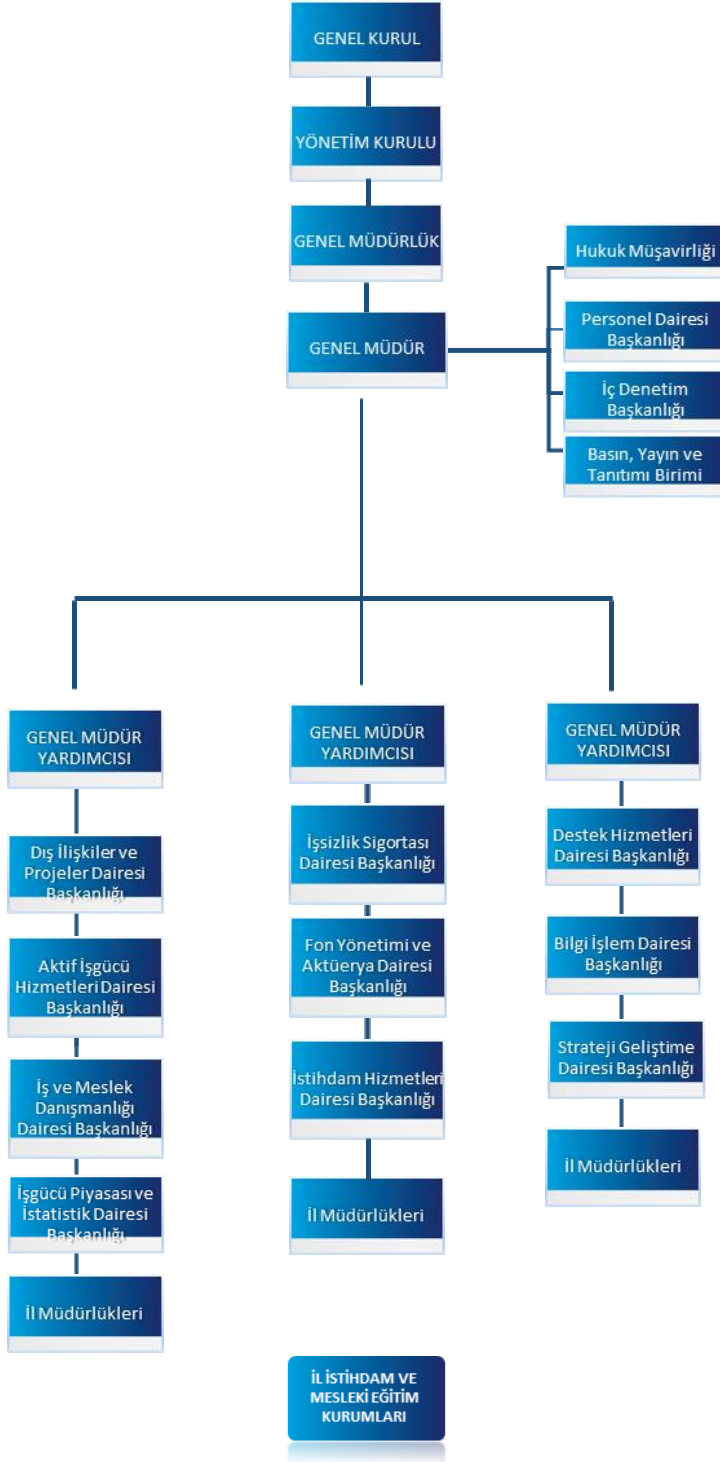 GENEL KURUL
YÖNETİM KURULU
GENEL MÜDÜRLÜK
GENEL MÜDÜR
Hukuk Müşavirliği
Personel Dairesi
Başkanlığı
İç Denetim
Başkanlığı
Basın, Yayın ve
Tanıtımı Birimi
GENEL MÜDÜR
YARDIMCISI
Dış İlişkiler ve
Projeler Dairesi
Başkanlığı
Aktif İşgücü
Hizmetleri Dairesi
Başkanlığı
İş ve Meslek
Danışmanlığı
Dairesi Başkanlığı
İşgücü Piyasası ve
İstatistik Dairesi
Başkanlığı
İl Müdürlükleri
GENEL MÜDÜR
YARDIMCISI
İşsizlik Sigortası
Dairesi Başkanlığı
Fon Yönetimi ve
Aktüerya Dairesi
Başkanlığı
İstihdam Hizmetleri
Dairesi Başkanlığı
İl Müdürlükleri
GENEL MÜDÜR
YARDIMCISI
Destek Hizmetleri
Dairesi Başkanlığı
Bilgi İşlem Dairesi
Başkanlığı
Strateji Geliştime
Dairesi Başkanlığı
İl Müdürlükleri
İL İSTİHDAM VE
MESLEKİ EĞİTİM
KURUMLARI